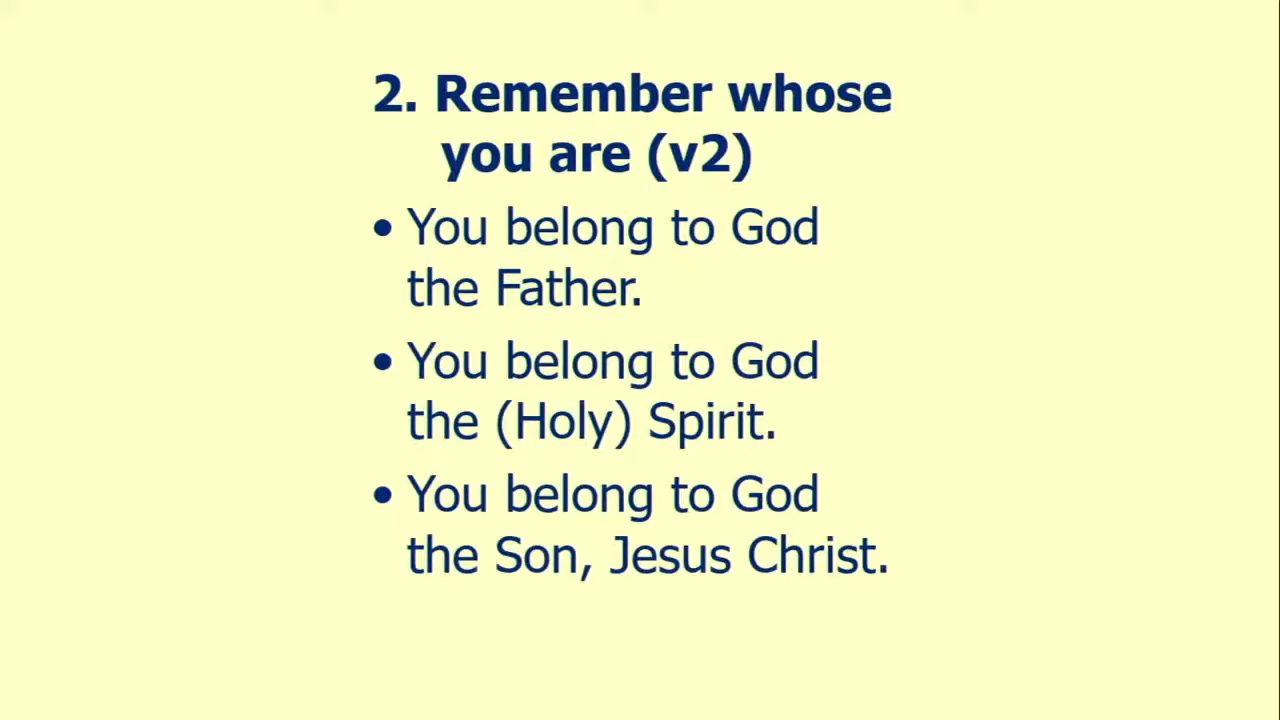 2. Remember whose
you are (v2)
• You belong to God
the Father.
• You belong to God
the (Holy) Spirit.
• You belong to God
the Son, Jesus Christ.